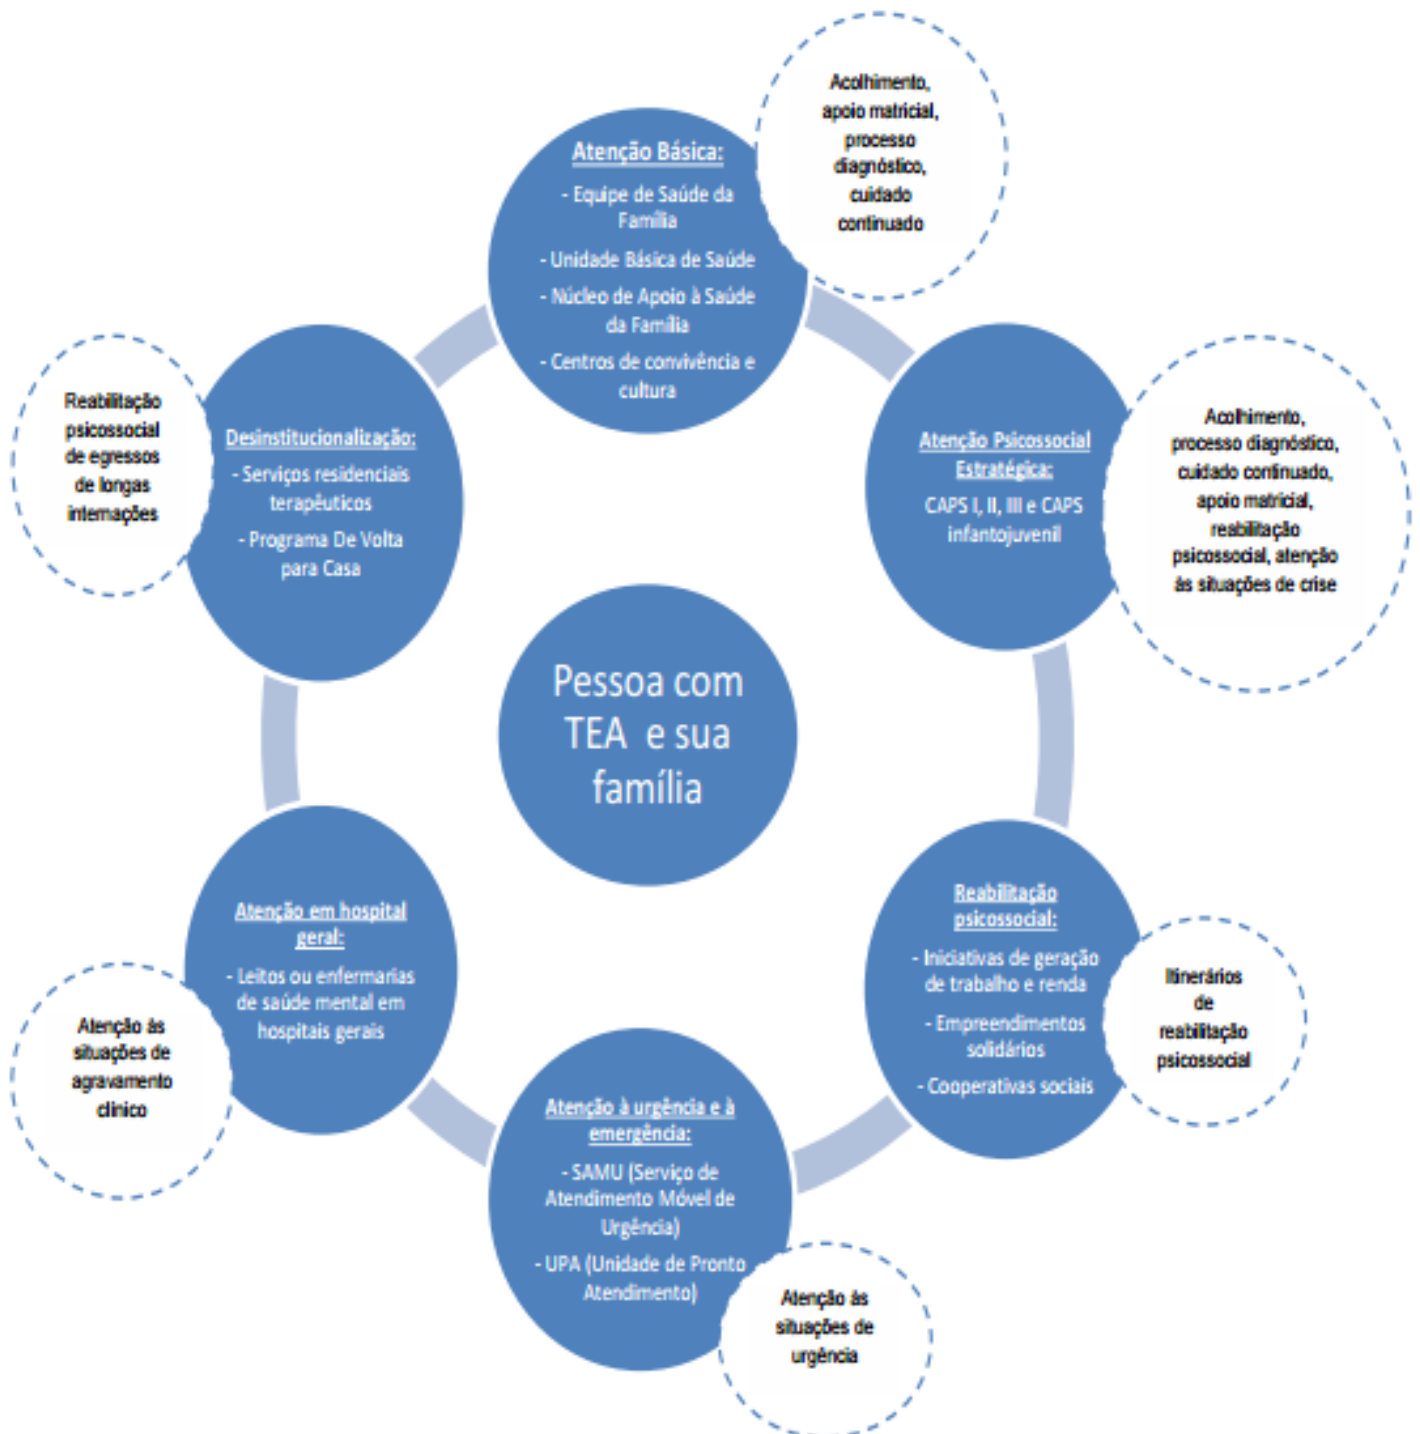 Acolhimento,
apoio matricial,
processo
diagnóstico,
cuidado
continuado
Atenção Básica:
- Equipe de Saúde da
Família
- Unidade Básica de Saúde
- Núcleo de Apoio à Saúde
da Família
- Centros de convivência e
cultura
Atenção Psicossocial
Estratégica:
CAPS I, II, III e CAPS
infantojuvenil
Acolhimento,
processo diagnóstico,
cuidado continuado,
apoio matricial,
reabilitação
psicossocial, atenção
ás situações de crise
Reabilitação
psicossocial:
- Iniciativas de geração
de trabalho e renda
- Empreendimentos
solidários
- Cooperativas sociais
Itinerários
de
reabilitação
psicossocial
Atenção à urgência e à
emergência:
- SAMU (Serviço de
Atendimento Móvel de
Urgência)
- UPA (Unidade de Pronto
Atendimento)
Atenção ás
situações de
urgência
Atenção em hospital
geral:
- Leitos ou enfermarias
de saúde mental em
hospitais gerais
Atenção ás
situações de
agravamento
clínico
Desinstitucionalização:
- Serviços residenciais
terapêuticos
- Programa De Volta
para Casa
Reabilitação
psicossocial
de egressos
de longas
internações
Pessoa com
TEA e sua
família